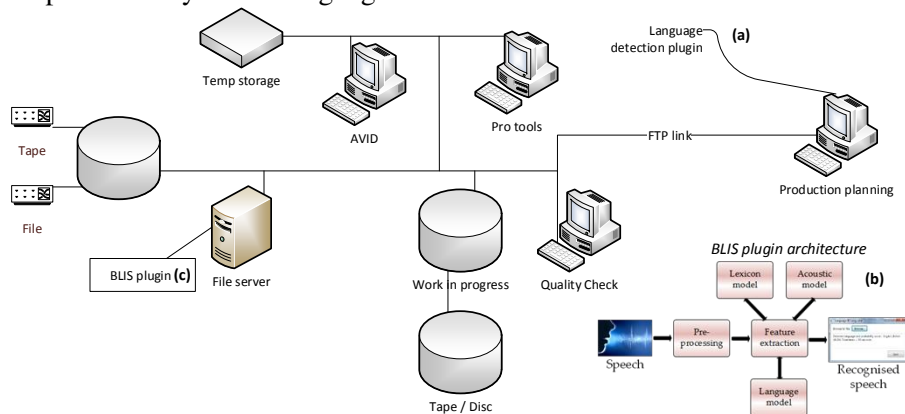 Temp storage
AVID
Pro tools
Language
detection plugin
(a)
FTP link
Production planning
Tape
File
BLIS plugin (c)
File server
Work in progress
Quality Check
Tape / Disc
BLIS plugin architecture
(b)
Lexicon
model
Acoustic
model
Pre-
processing
Feature
extraction
Speech
Recognised
speech
Language
model